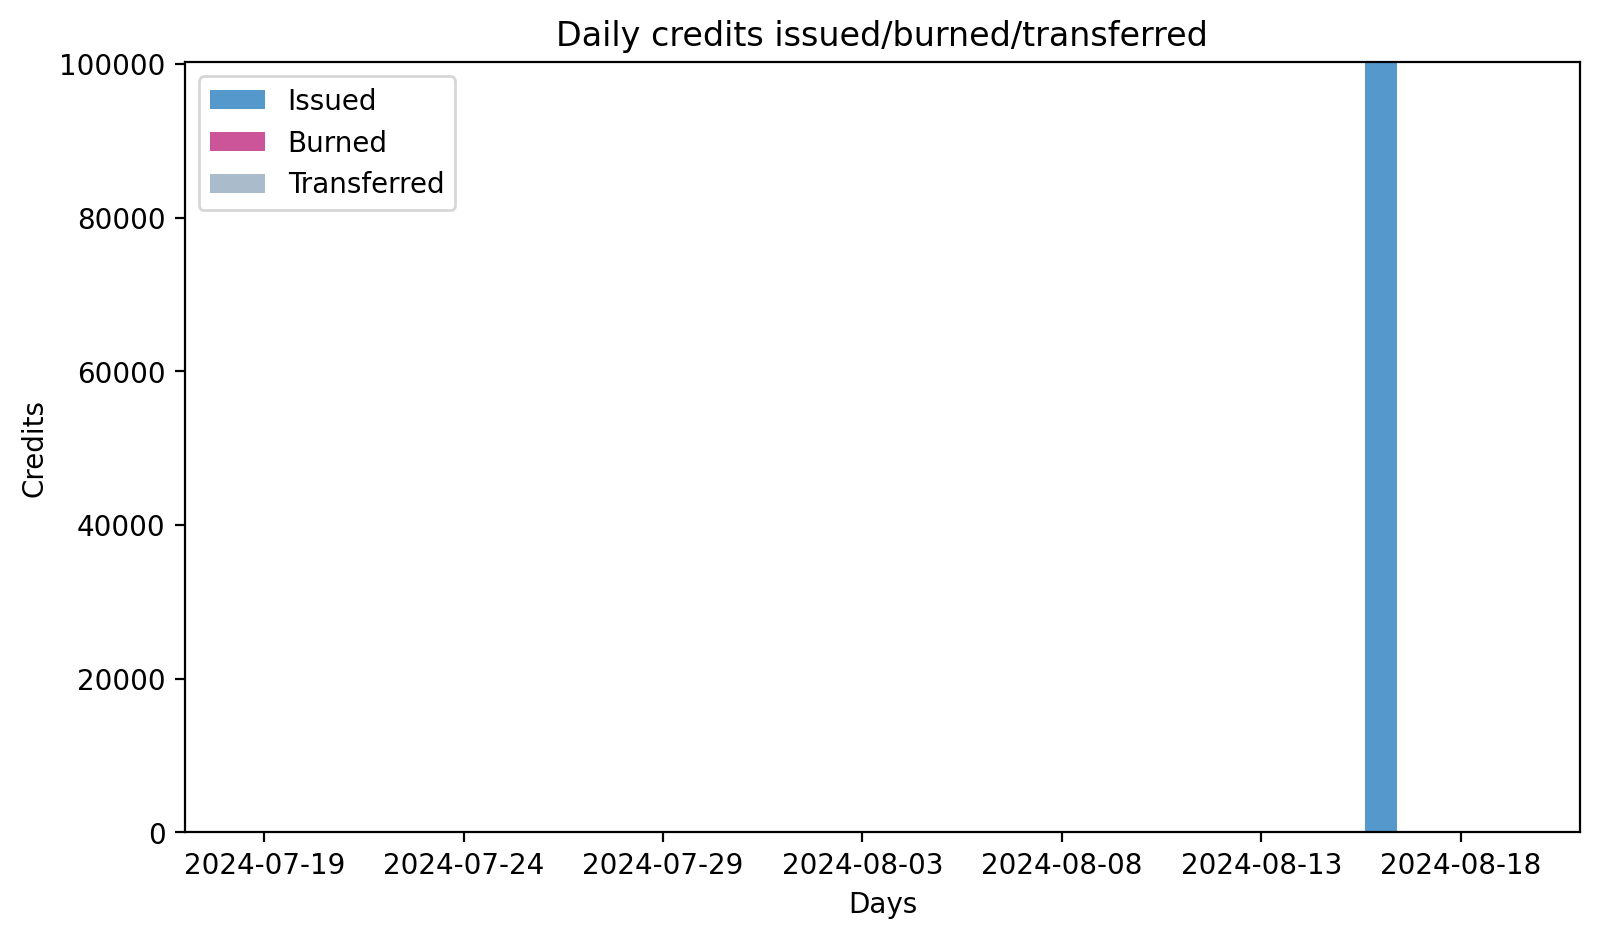 Daily credits issued/burned/transferred
100000
80000
60000
40000
20000
0
Credits
Issued
Burned
Transferred
2024-07-19 2024-07-24 2024-07-29 2024-08-03 2024-08-08 2024-08-13 2024-08-18
Days